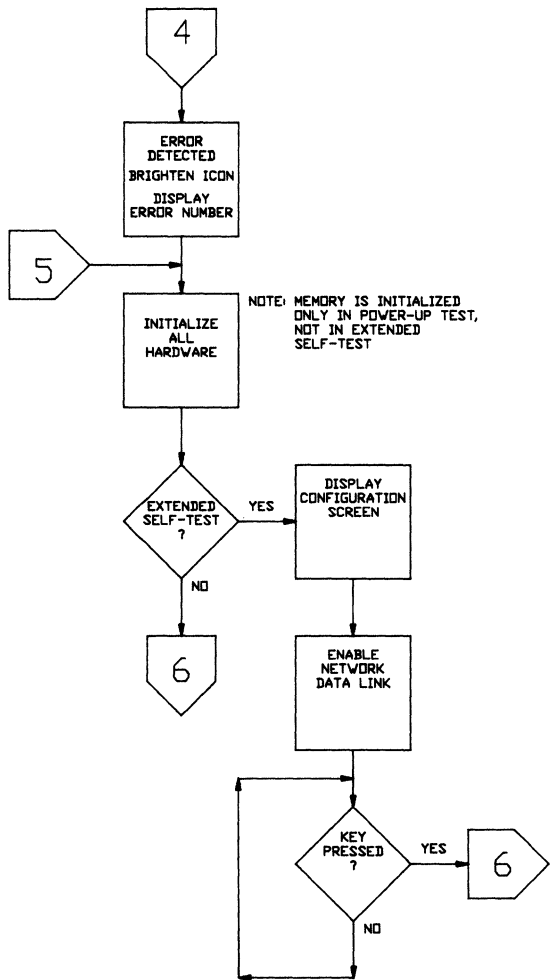 4
ERROR
DETECTED
BRIGHTEN ICON
DISPLAY
ERROR NUMBER
5
INITIALIZE
ALL
HARDWARE
NOTE: MEMORY IS INITIALIZED
ONLY IN POWER-UP TEST,
NOT IN EXTENDED
SELF-TEST
EXTENDED
SELF-TEST
?
YES
NO
6
DISPLAY
CONFIGURATION
SCREEN
ENABLE
NETWORK
DATA LINK
KEY
PRESSED
?
YES
6
NO